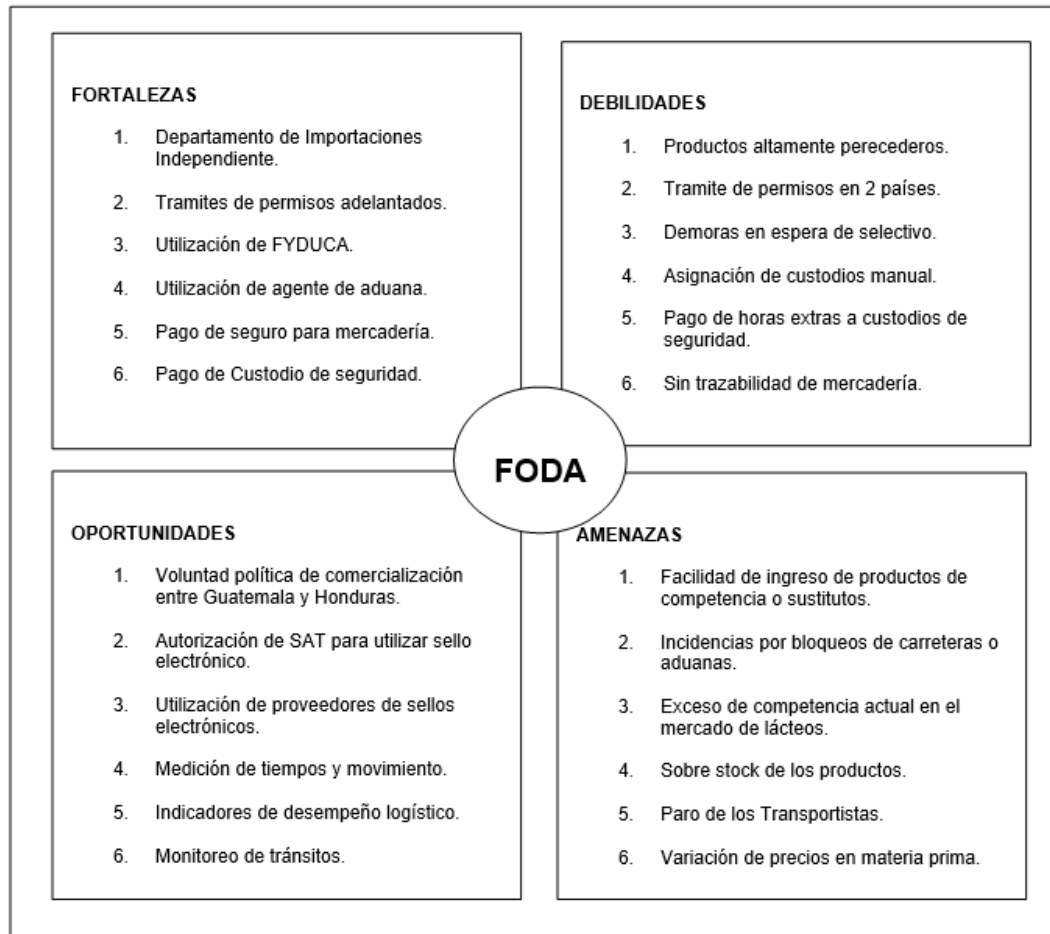 FORTALEZAS
1. Departamento de Importaciones
Independiente.
2. Tramites de permisos adelantados.
3. Utilización de FYDUCA.
4. Utilización de agente de aduana.
5. Pago de seguro para mercadería.
6. Pago de Custodio de seguridad.
DEBILIDADES
1. Productos altamente perecederos.
2. Tramite de permisos en 2 países.
3. Demoras en espera de selectivo.
4. Asignación de custodios manual.
5. Pago de horas extras a custodios de
seguridad.
6. Sin trazabilidad de mercadería.
FODA
OPORTUNIDADES
1. Voluntad política de comercialización
entre Guatemala y Honduras.
2. Autorización de SAT para utilizar sello
electrónico.
3. Utilización de proveedores de sellos
electrónicos.
4. Medición de tiempos y movimiento.
5. Indicadores de desempeño logístico.
6. Monitoreo de tránsitos.
AMENAZAS
1. Facilidad de ingreso de productos de
competencia o sustitutos.
2. Incidencias por bloqueos de carreteras o
aduanas.
3. Exceso de competencia actual en el
mercado de lácteos.
4. Sobre stock de los productos.
5. Paro de los Transportistas.
6. Variación de precios en materia prima.